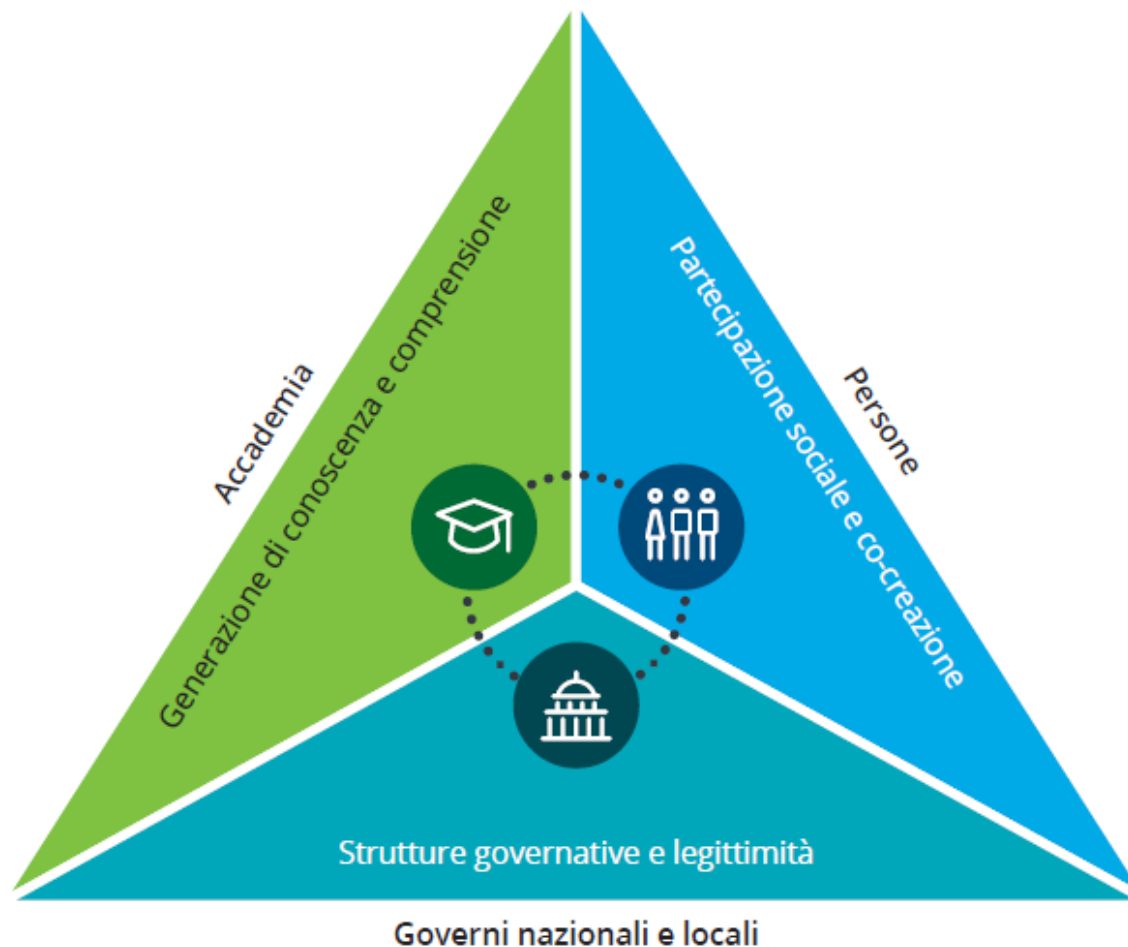 Accademia
Generazione di conoscenza e comprensione
Partecipazione sociale e co-creazione
Persone
Strutture governative e legittimità
Governi nazionali e locali